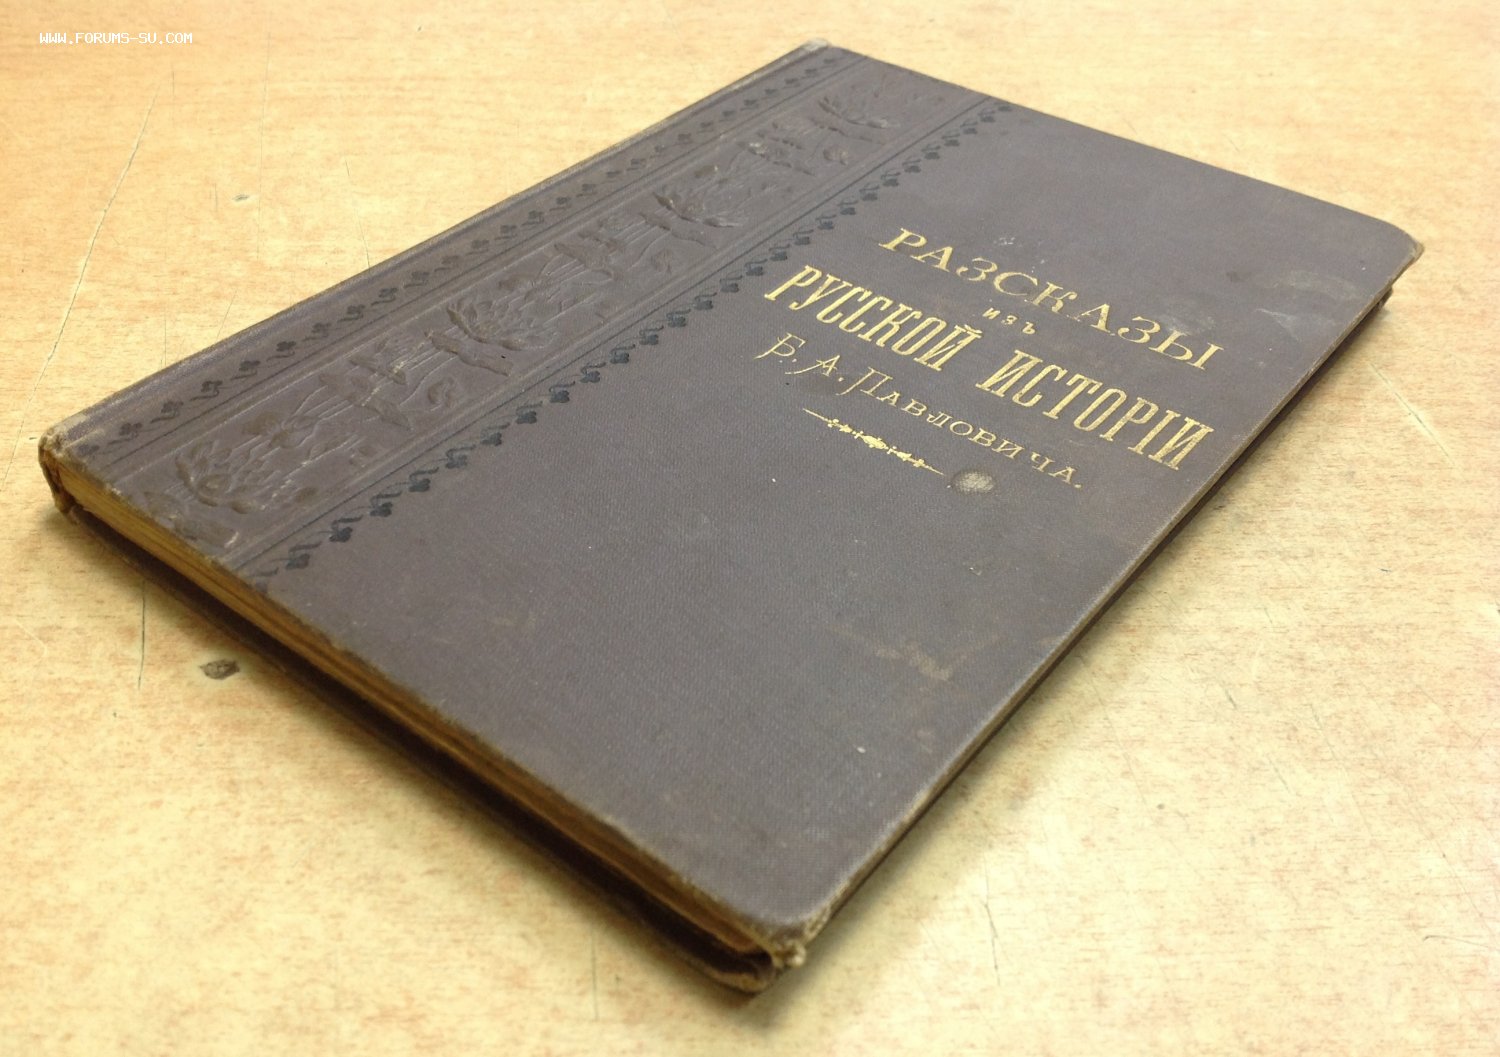 WWW.FORUMS-SU.COM
РАЗСКАЗЫ
изъ
РУССКОЙ ИСТОРІИ
Б. А. Павловича.